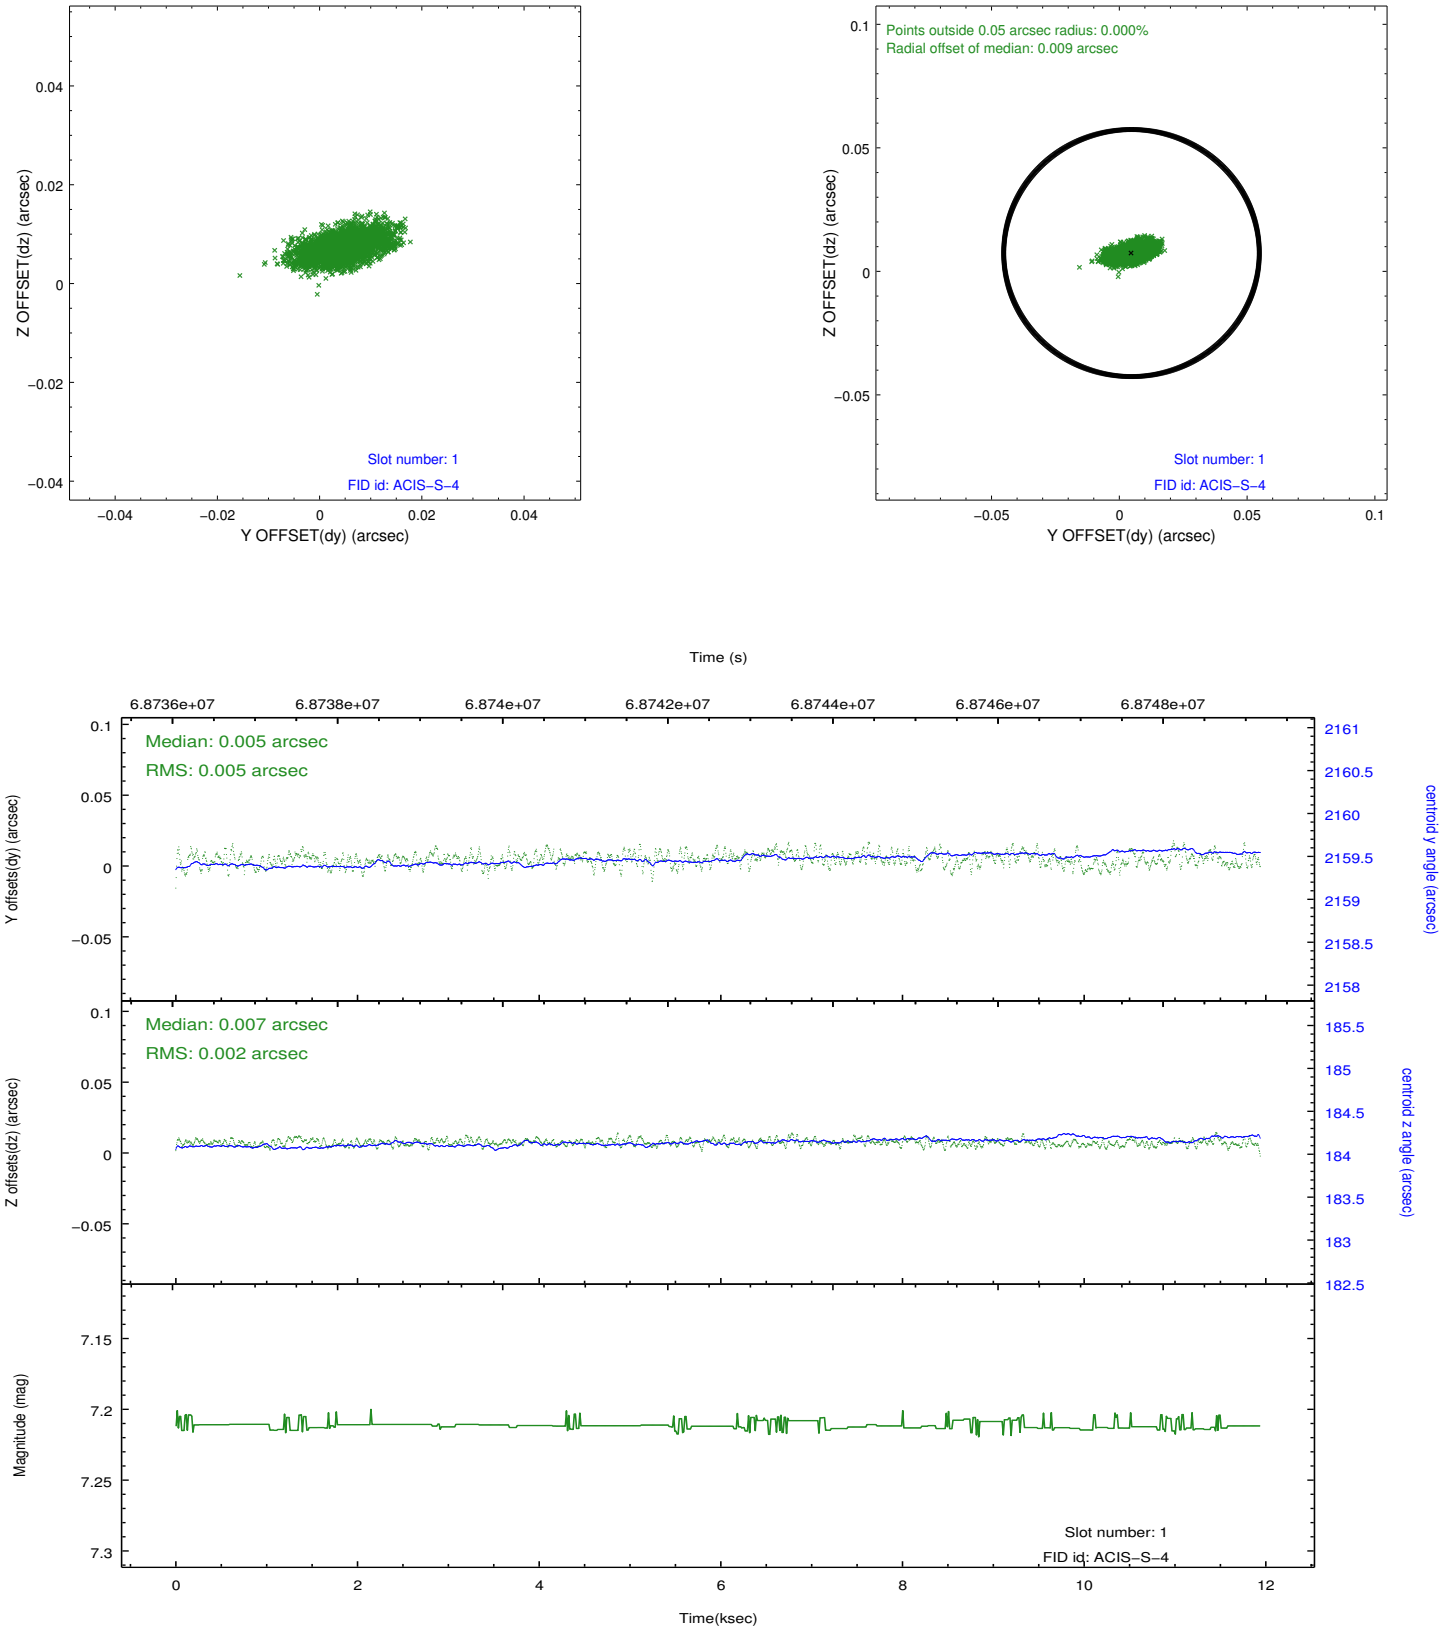 0.04
0.02
0
−0.02
−0.04
Z OFFSET(dz) (arcsec)
Slot number: 1
FID id: ACIS−S−4
−0.04
−0.02
0
0.02
0.04
Y OFFSET(dy) (arcsec)
Points outside 0.05 arcsec radius: 0.000%
Radial offset of median: 0.009 arcsec
0.1
0.05
0
−0.05
Z OFFSET(dz) (arcsec)
Slot number: 1
FID id: ACIS−S−4
−0.05
0
0.05
0.1
Y OFFSET(dy) (arcsec)
Time (s)
6.8736e+07
6.8738e+07
6.874e+07
6.8742e+07
6.8744e+07
6.8746e+07
6.8748e+07
Median: 0.005 arcsec
RMS: 0.005 arcsec
0.1
0.05
0
−0.05
Y offsets(dy) (arcsec)
2161
2160.5
2160
2159.5
2159
2158.5
2158
centroid y angle (arcsec)
Median: 0.007 arcsec
RMS: 0.002 arcsec
0.1
0.05
0
−0.05
Z offsets(dz) (arcsec)
185.5
185
184.5
184
183.5
183
182.5
centroid z angle (arcsec)
7.15
7.2
7.25
7.3
Magnitude (mag)
Slot number: 1
FID id: ACIS−S−4
0
2
4
6
8
10
12
Time(ksec)